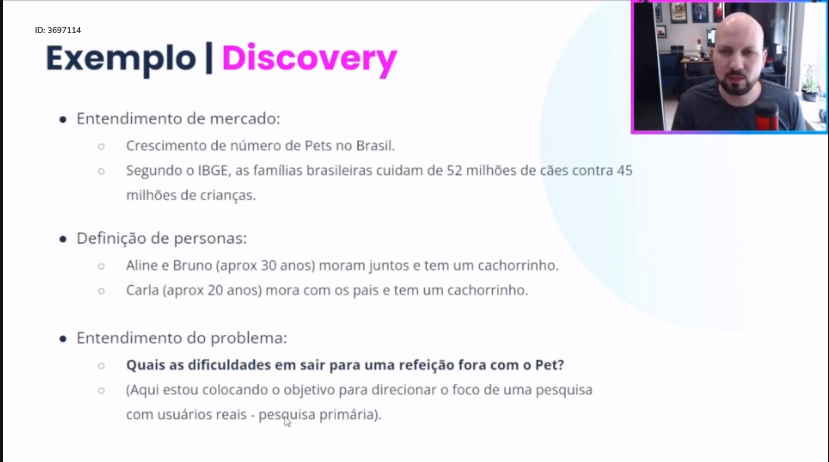 ID: 3697114
Exemplo | Discovery
● Entendimento de mercado:
○ Crescimento de número de Pets no Brasil.
○ Segundo o IBGE, as famílias brasileiras cuidam de 52 milhões de cães contra 45
milhões de crianças.
● Definição de personas:
○ Aline e Bruno (aprox 30 anos) moram juntos e tem um cachorrinho.
○ Carla (aprox 20 anos) mora com os pais e tem um cachorrinho.
● Entendimento do problema:
○ Quais as dificuldades em sair para uma refeição fora com o Pet?
○ (Aqui estou colocando o objetivo para direcionar o foco de uma pesquisa
com usuários reais - pesquisa primária).